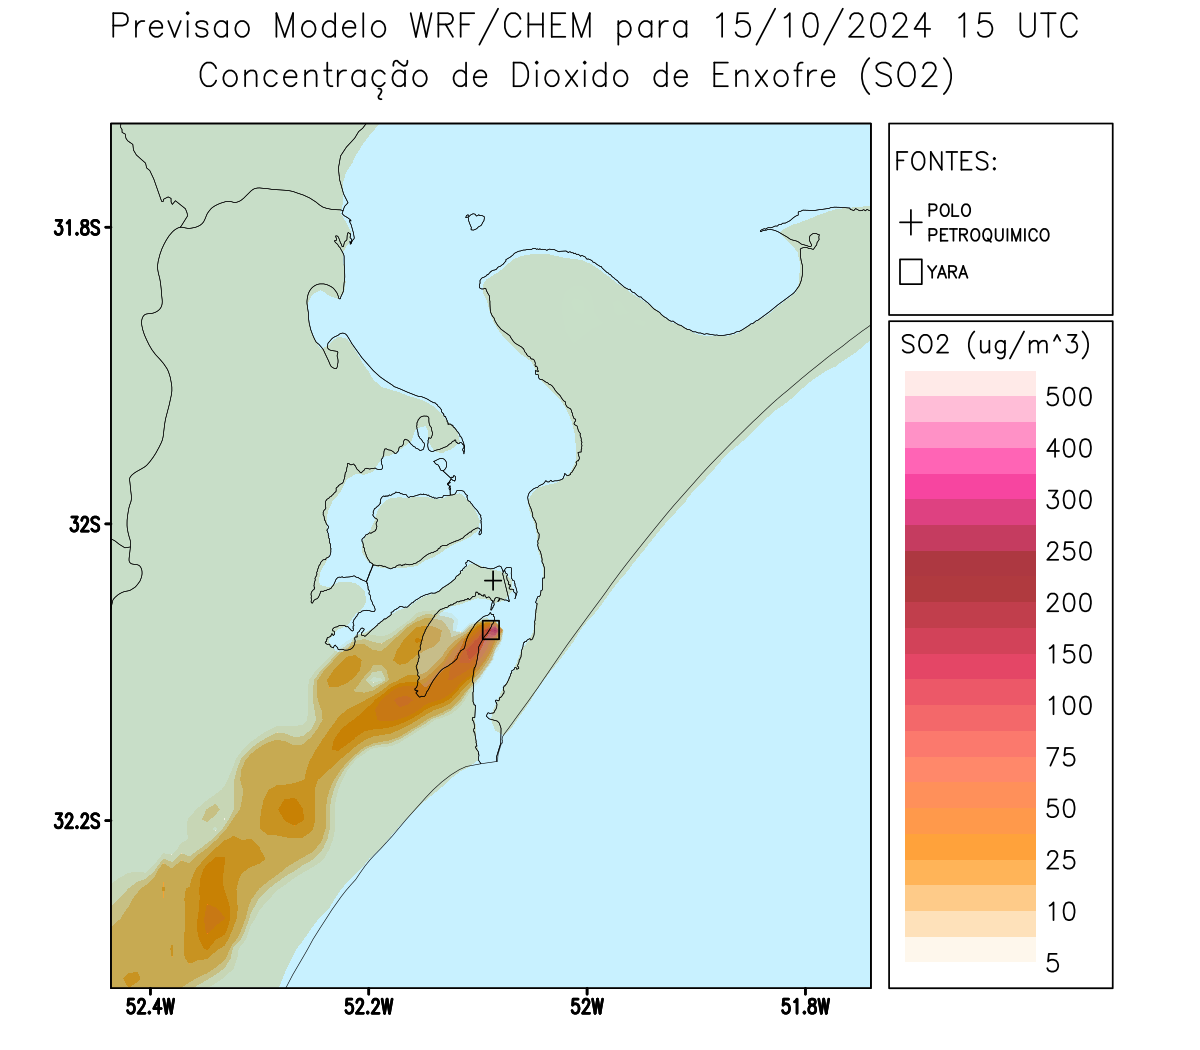 Previsao Modelo WRF/CHEM para 15/10/2024 15 UTC
Concentração de Dioxido de Enxofre (SO2)
FONTES:
POLO
PETROQUIMICO
YARA
SO2 (ug/m^3)
500
400
300
250
200
150
100
75
50
25
10
5
31.8S
32S
32.2S
52.4W
52.2W
52W
51.8W